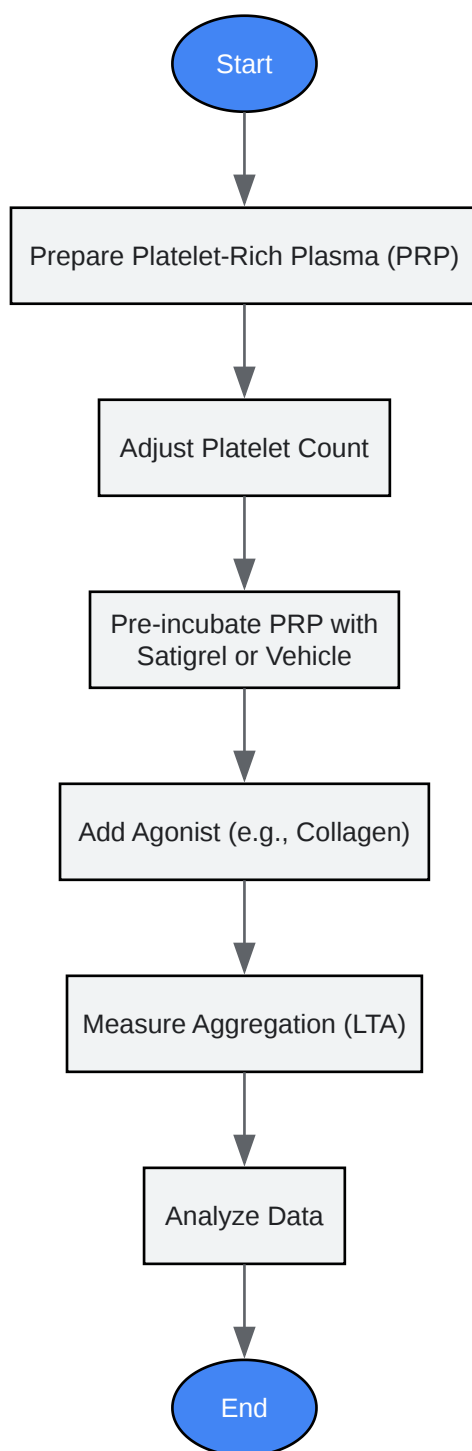 Start
Prepare Platelet-Rich Plasma (PRP)
Adjust Platelet Count
Pre-incubate PRP with
Satigrel or Vehicle
Add Agonist (e.g., Collagen)
Measure Aggregation (LTA)
Analyze Data
End